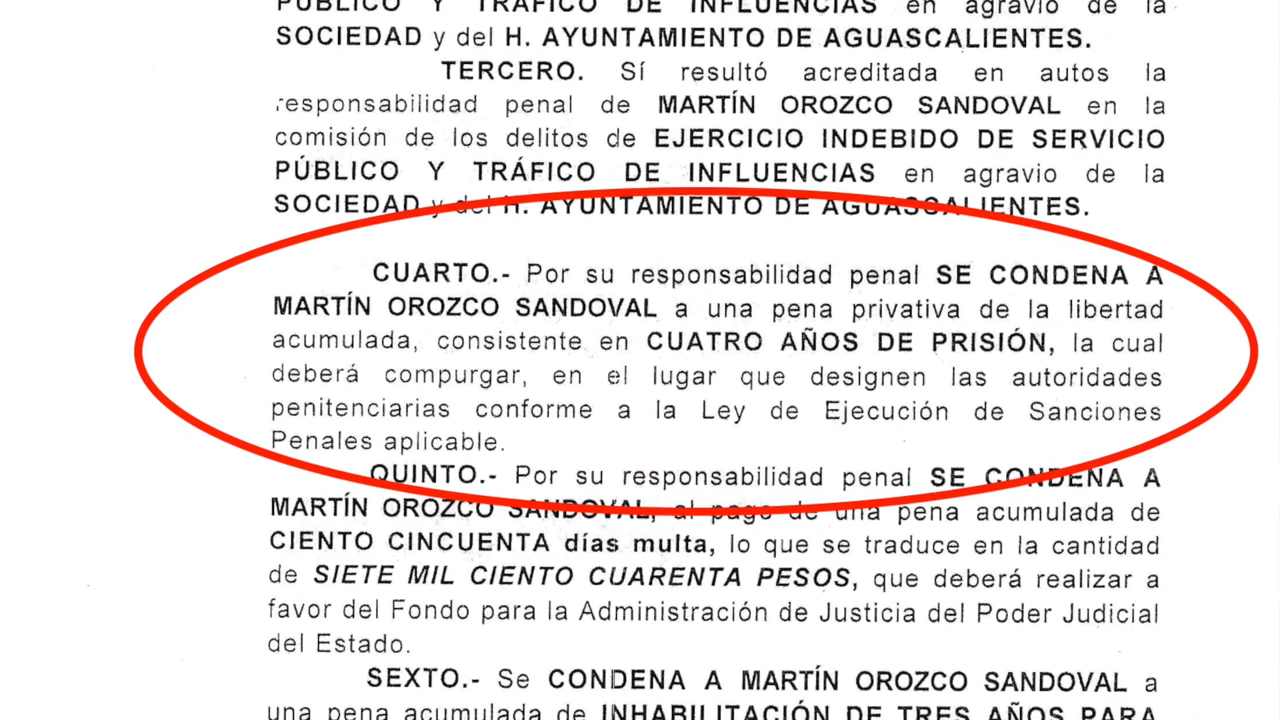 PÚBLICO Y TRÁFICO DE INFLUENCIAS en agravio de la
SOCIEDAD y del H. AYUNTAMIENTO DE AGUASCALIENTES.
TERCERO. Sí resultó acreditada en autos la
responsabilidad penal de MARTÍN OROZCO SANDOVAL en la
comisión de los delitos de EJERCICIO INDEBIDO DE SERVICIO
PÚBLICO Y TRÁFICO DE INFLUENCIAS en agravio de la
SOCIEDAD y del H. AYUNTAMIENTO DE AGUASCALIENTES.
CUARTO.- Por su responsabilidad penal SE CONDENA A
MARTÍN OROZCO SANDOVAL a una pena privativa de la libertad
acumulada, consistente en CUATRO AÑOS DE PRISIÓN, la cual
deberá compurgar, en el lugar que designen las autoridades
penitenciarias conforme a la Ley de Ejecución de Sanciones
Penales aplicable.
QUINTO.- Por su responsabilidad penal SE CONDENA A
MARTÍN OROZCO SANDOVAL, al pago de una pena acumulada de
CIENTO CINCUENTA días multa, lo que se traduce en la cantidad
de SIETE MIL CIENTO CUARENTA PESOS, que deberá realizar a
favor del Fondo para la Administración de Justicia del Poder Judicial
del Estado.
SEXTO.- Se CONDENA A MARTÍN OROZCO SANDOVAL a
una pena acumulada de INHABILITACIÓN DE TRES AÑOS PARA